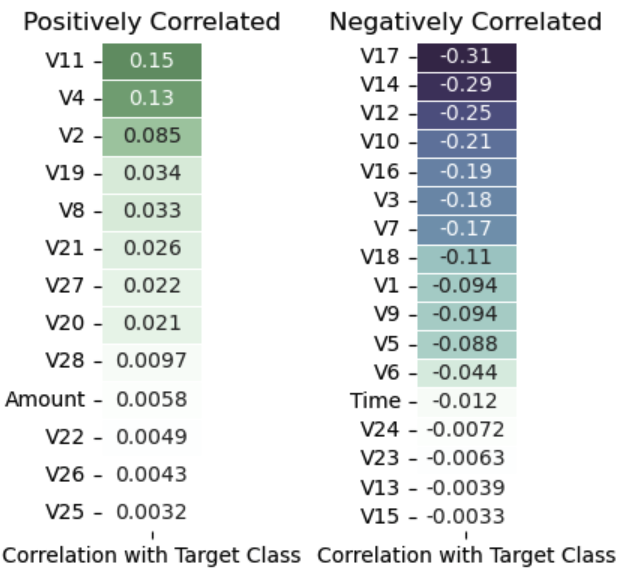 Positively Correlated
V11 0.15
V4 0.13
V2 0.085
V19 0.034
V8 0.033
V21 0.026
V27 0.022
V20 0.021
V28 0.0097
Amount 0.0058
V22 0.0049
V26 0.0043
V25 0.0032
Correlation with Target Class
Negatively Correlated
V17 -0.31
V14 -0.29
V12 -0.25
V10 -0.21
V16 -0.19
V3 -0.18
V7 -0.17
V18 -0.11
V1 -0.094
V9 -0.094
V5 -0.088
V6 -0.044
Time -0.012
V24 -0.0072
V23 -0.0063
V13 -0.0039
V15 -0.0033
Correlation with Target Class